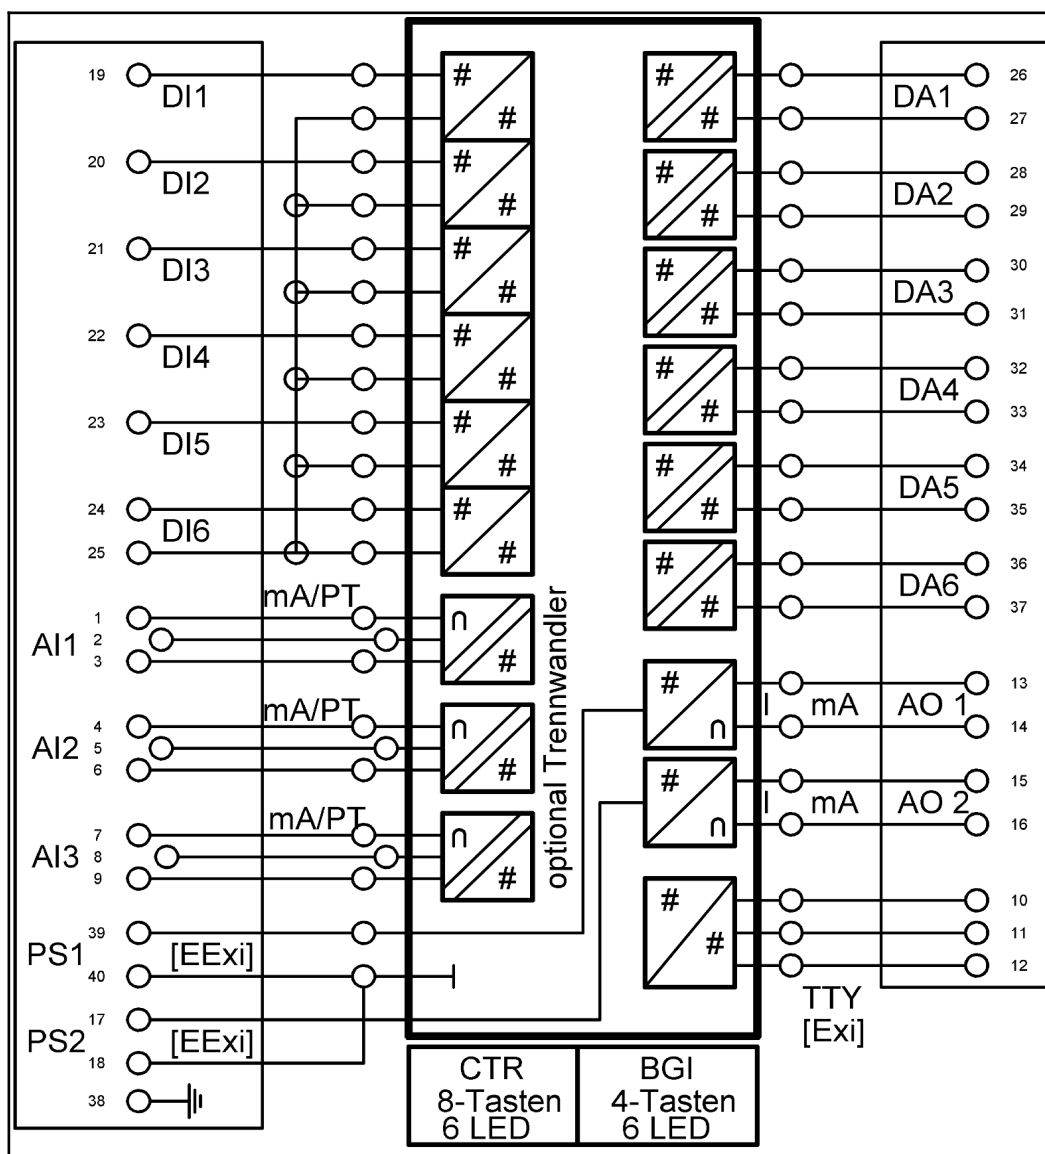 19 DI1 # # # # DA1 26
27
20 DI2 # # # # DA2 28
29
21 DI3 # # # # DA3 30
31
22 DI4 # # # # DA4 32
33
23 DI5 # # # # DA5 34
35
24 DI6 # # # # DA6 36
25 37
mA/PT
AI1 1 2 3 n #
mA/PT
AI2 4 5 6 n #
mA/PT
AI3 7 8 9 n #
optional Trennwandler
# n I mA AO 1 13
14
# n I mA AO 2 15
16
# # 10
11
12
TTY
[Exi]
PS1 39 [EExi]
40
PS2 17 [EExi]
18
38
CTR
8-Tasten
6 LED
BGI
4-Tasten
6 LED